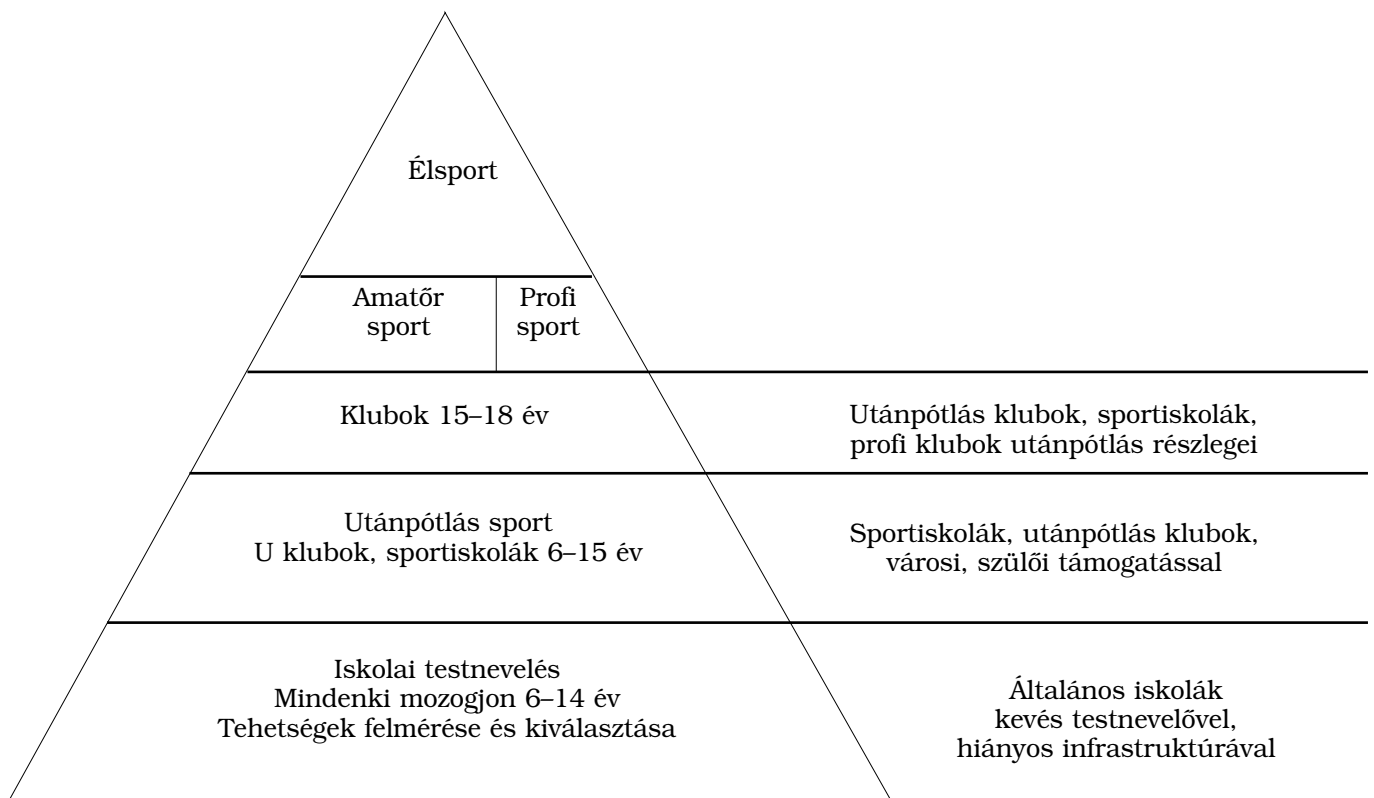 Élsport
Amatőr
sport
Profi
sport
Klubok 15–18 év
Utánpótlás klubok, sportiskolák,
profi klubok utánpótlás részlegei
Utánpótlás sport
U klubok, sportiskolák 6–15 év
Sportiskolák, utánpótlás klubok,
városi, szülői támogatással
Iskolai testnevelés
Mindenki mozogjon 6–14 év
Tehetségek felmérése és kiválasztása
Általános iskolák
kevés testnevelővel,
hiányos infrastruktúrával